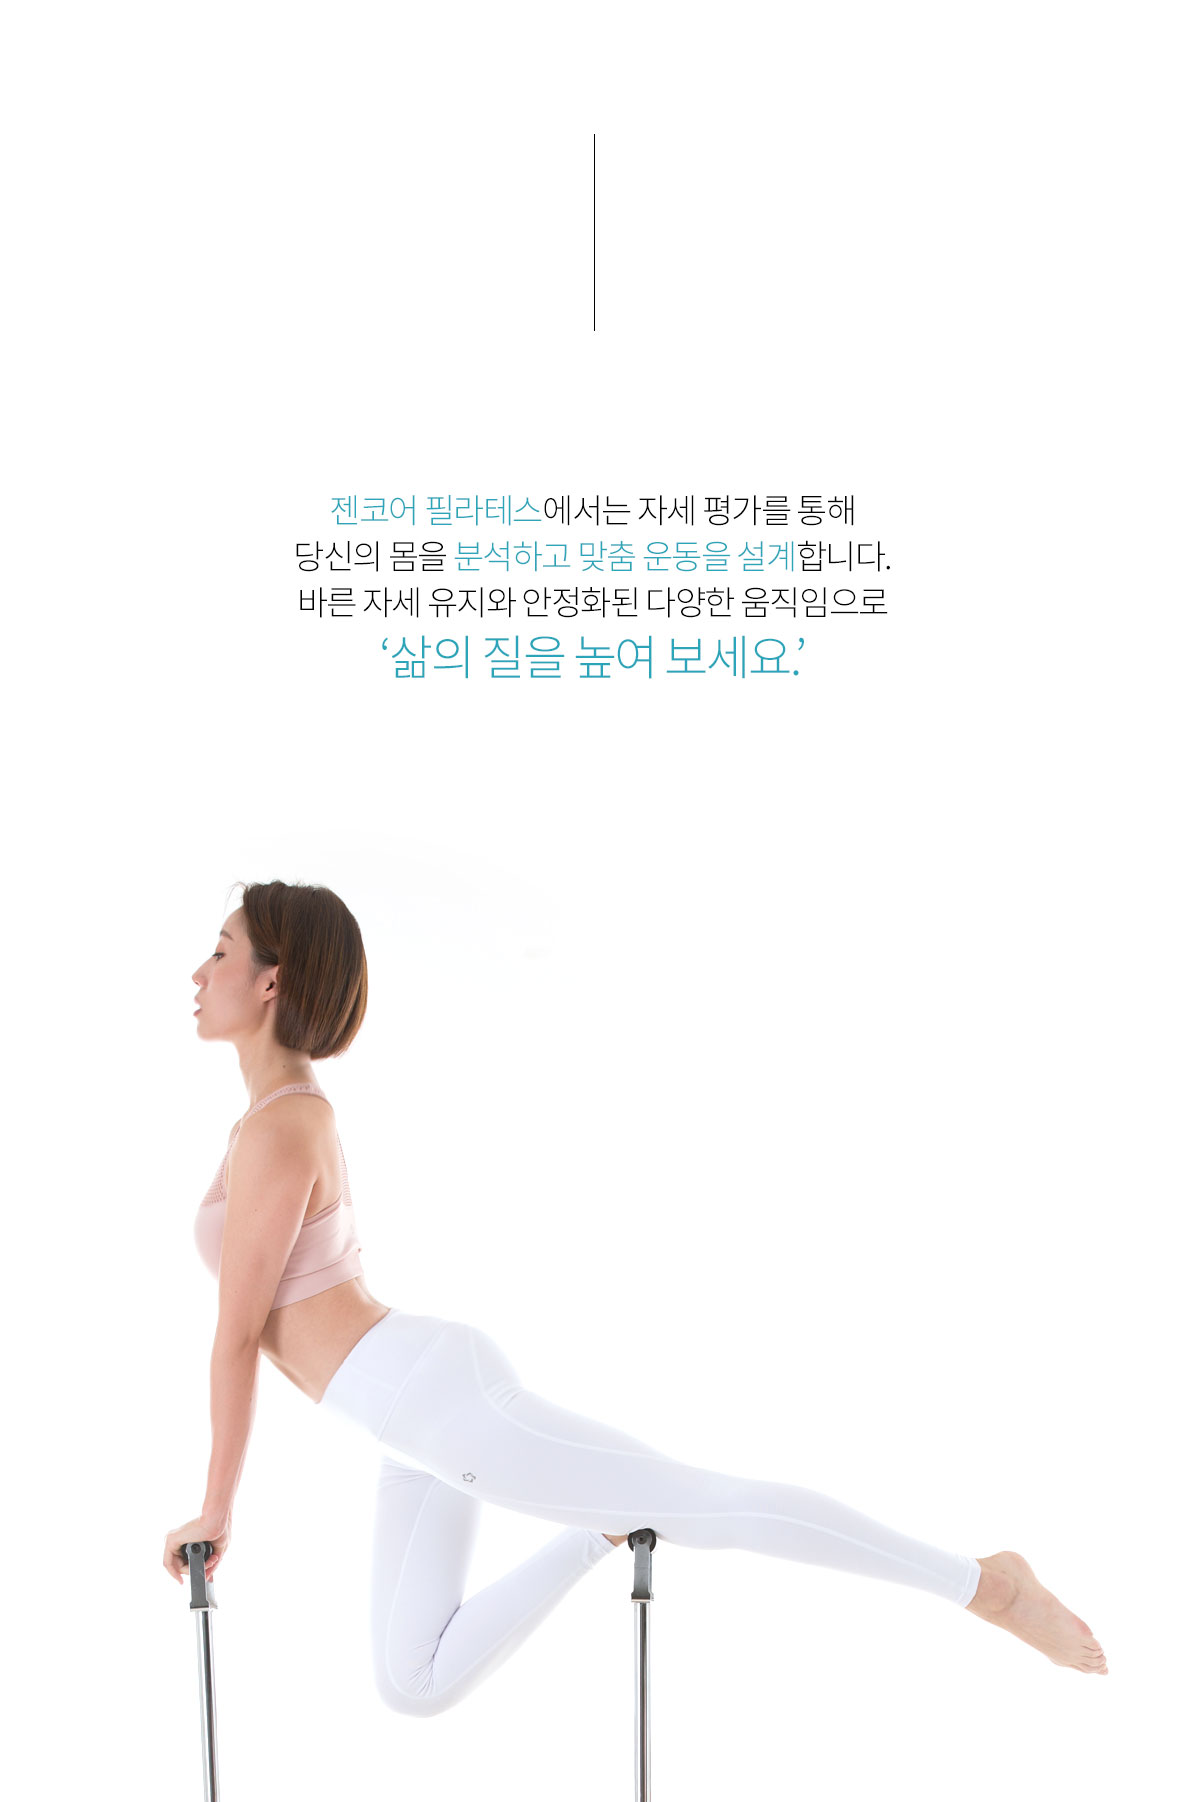 젠코어 필라테스에서는 자세 평가를 통해
당신의 몸을 분석하고 맞춤 운동을 설계합니다.
바른 자세 유지와 안정화된 다양한 움직임으로
‘삶의 질을 높여 보세요.’